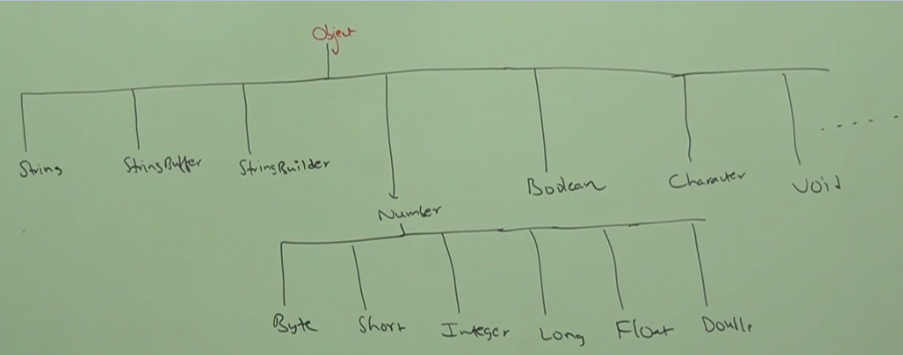 Object
String
StringBuffer
StringBuilder
Number
Boolean
Character
Void
Byte
Short
Integer
Long
Float
Double